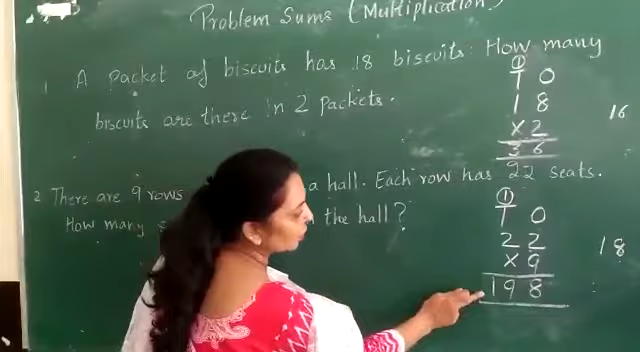 Problem Sums (Multiplication)
1 A packet of biscuits has 18 biscuits. How many
biscuits are there in 2 packets.
1
T O
1 8
×2
3 6
16
2 There are 9 rows a hall. Each row has 22 seats.
How many the hall?
1
T O
2 2
×9
198
18